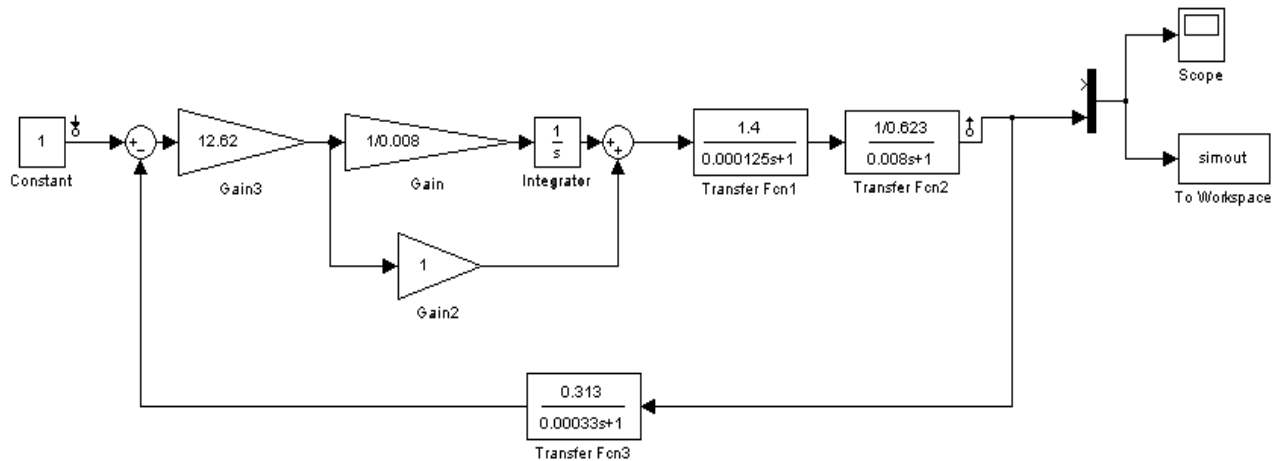 Scope
1
Constant
+
−
12.62
Gain3
1/0.008
Gain
1
s
Integrator
+
+
1.4
0.000125s+1
Transfer Fcn1
1/0.623
0.008s+1
Transfer Fcn2
simout
To Workspace
1
Gain2
0.313
0.00033s+1
Transfer Fcn3